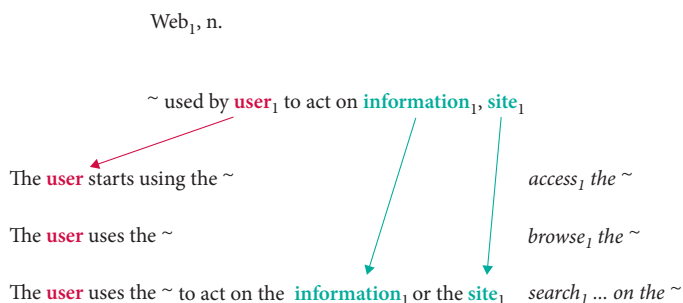 Web₁, n.
~ used by user₁ to act on information₁, site₁
The user starts using the ~ access₁ the ~
The user uses the ~ browse₁ the ~
The user uses the ~ to act on the information₁ or the site₁ search₁ ... on the ~